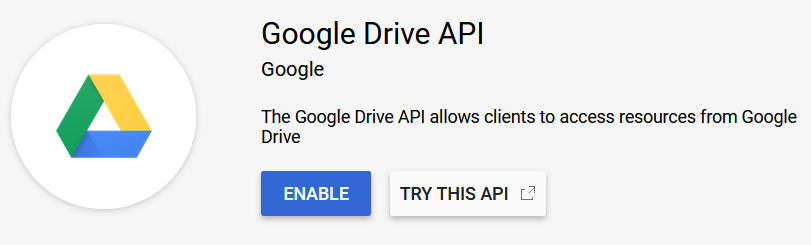 Google Drive API
Google
The Google Drive API allows clients to access resources from Google
Drive
ENABLE
TRY THIS API